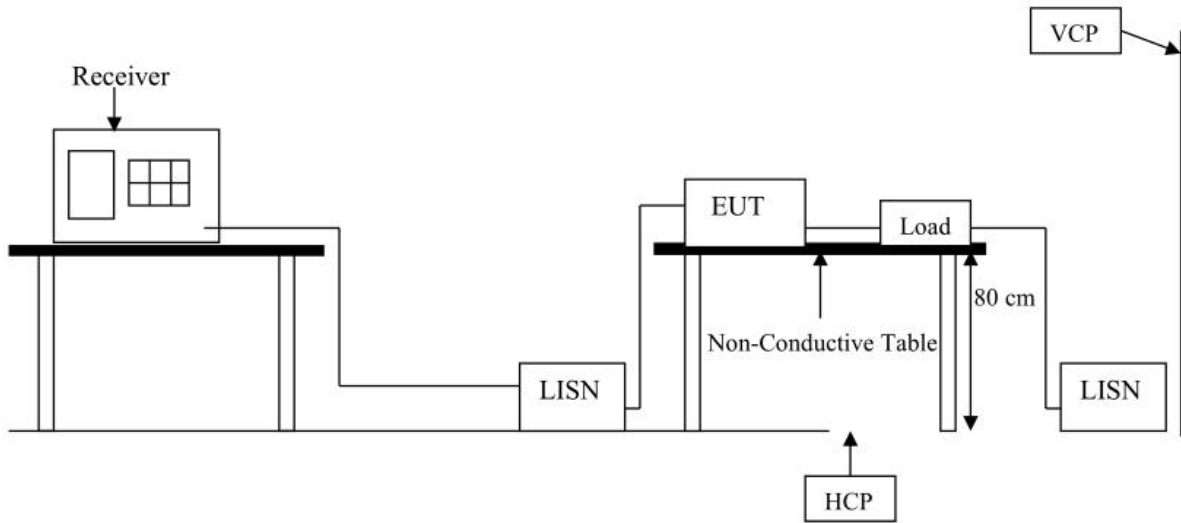 VCP
Receiver
EUT
Load
80 cm
Non-Conductive Table
LISN
LISN
HCP